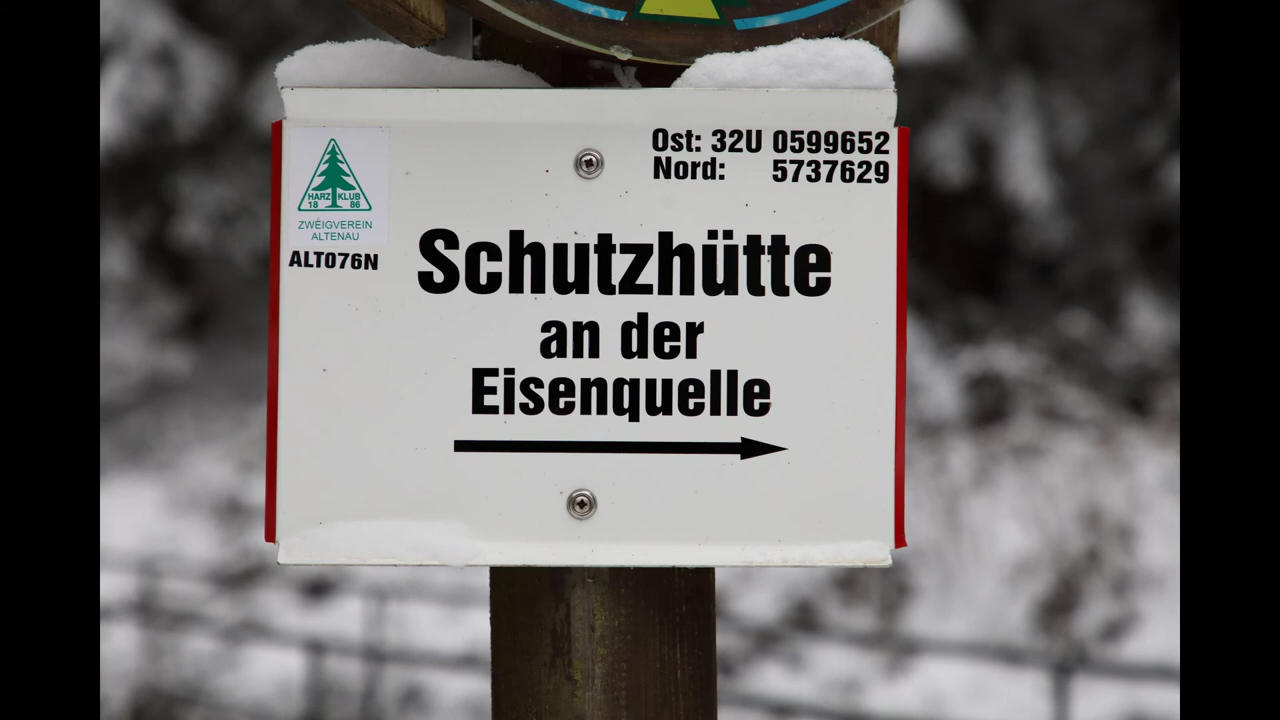 HARZ KLUB
18 86
ZWEIGVEREIN
ALTENAU
ALT076N
Ost: 32U 0599652
Nord: 5737629
Schutzhütte
an der
Eisenquelle